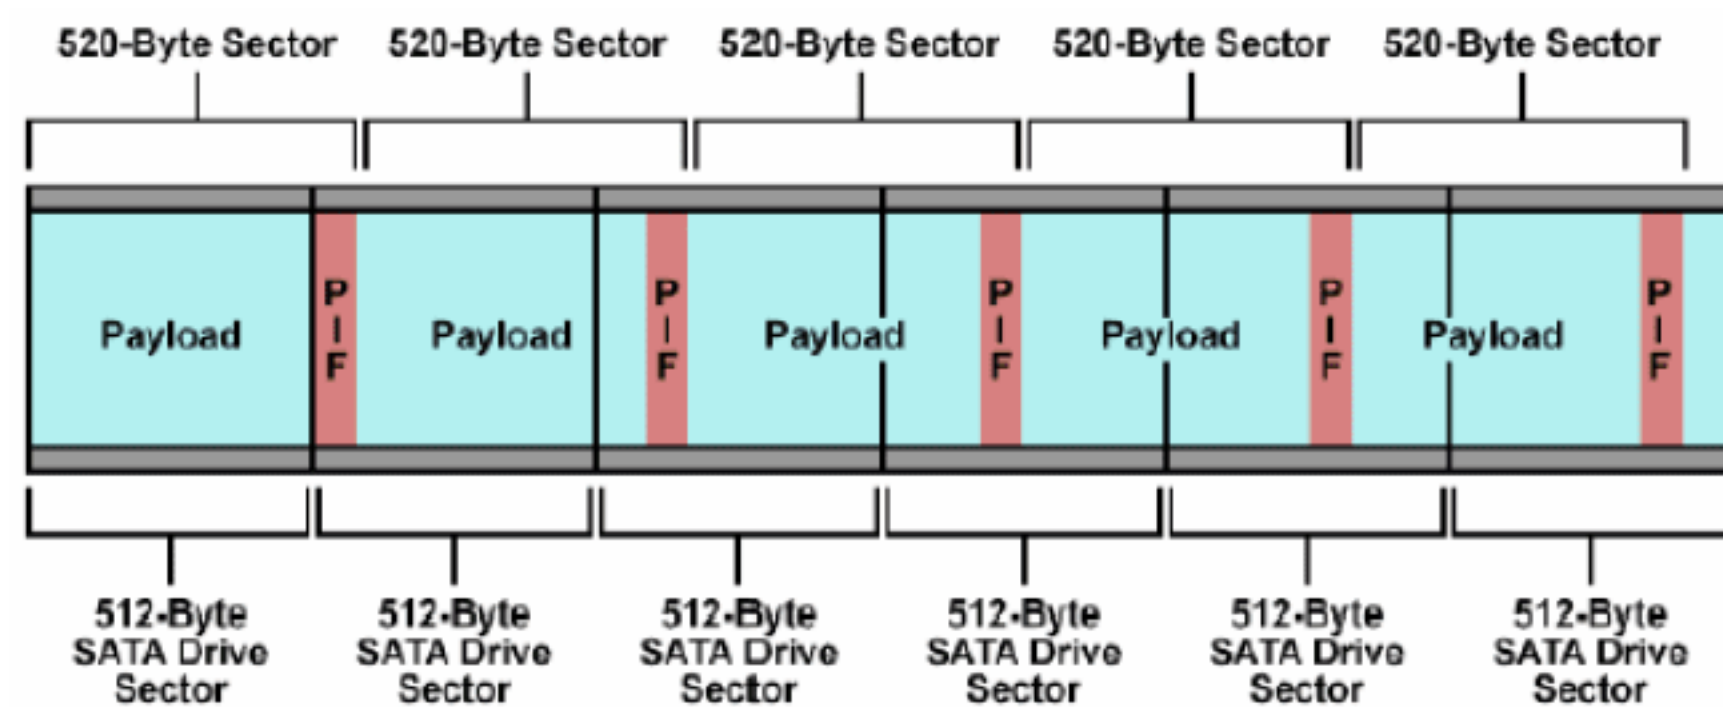 520-Byte Sector 520-Byte Sector 520-Byte Sector 520-Byte Sector 520-Byte Sector
Payload
P
I
F
Payload
P
I
F
Payload
P
I
F
Payload
P
I
F
Payload
P
I
F
512-Byte
SATA Drive
Sector
512-Byte
SATA Drive
Sector
512-Byte
SATA Drive
Sector
512-Byte
SATA Drive
Sector
512-Byte
SATA Drive
Sector
512-Byte
SATA Drive
Sector